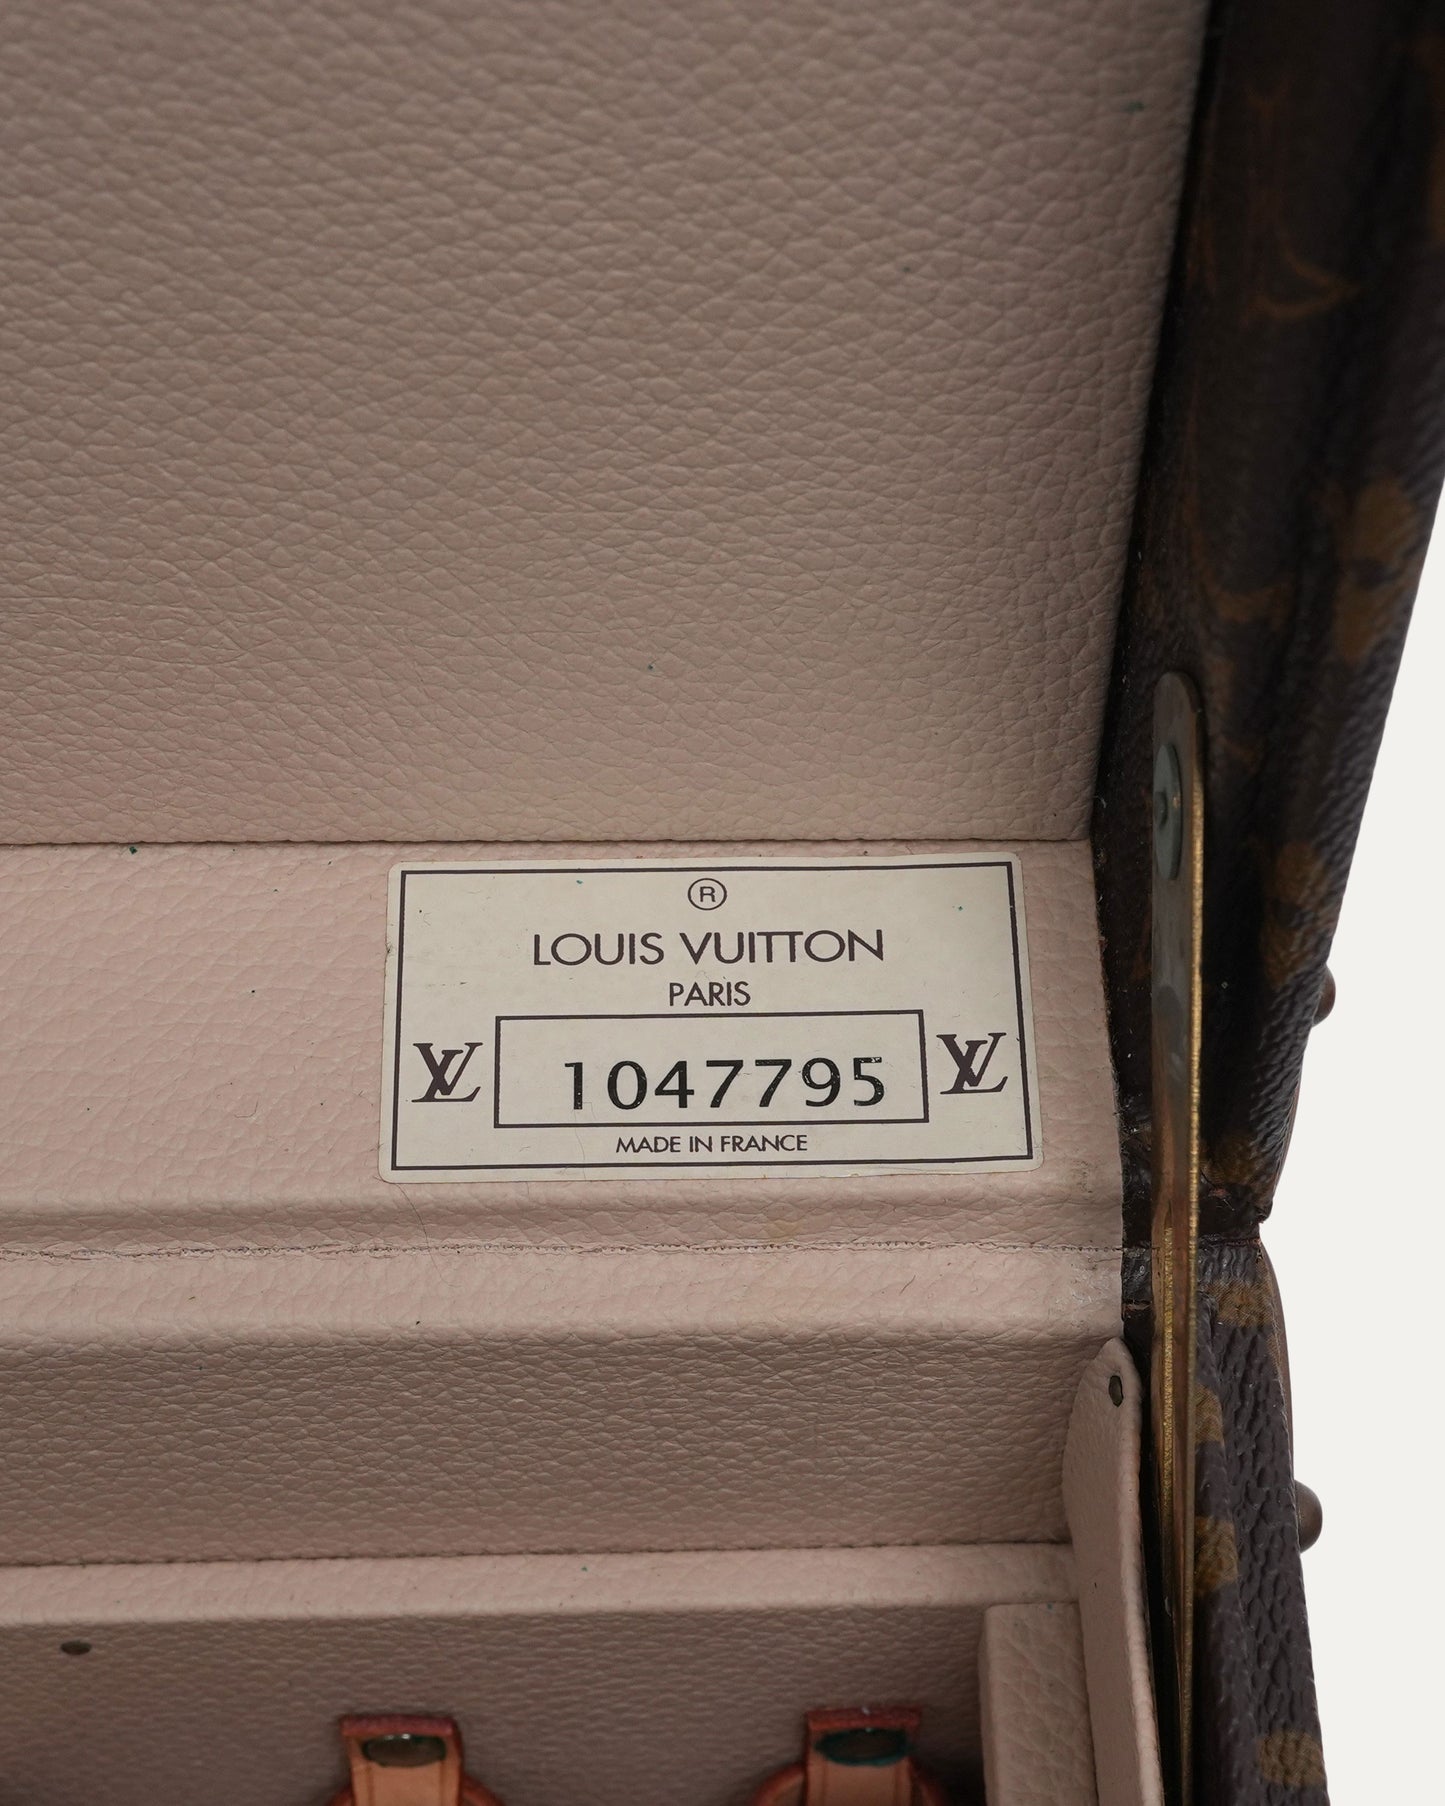 ®
LOUIS VUITTON
PARIS
LV 1047795 LV
MADE IN FRANCE